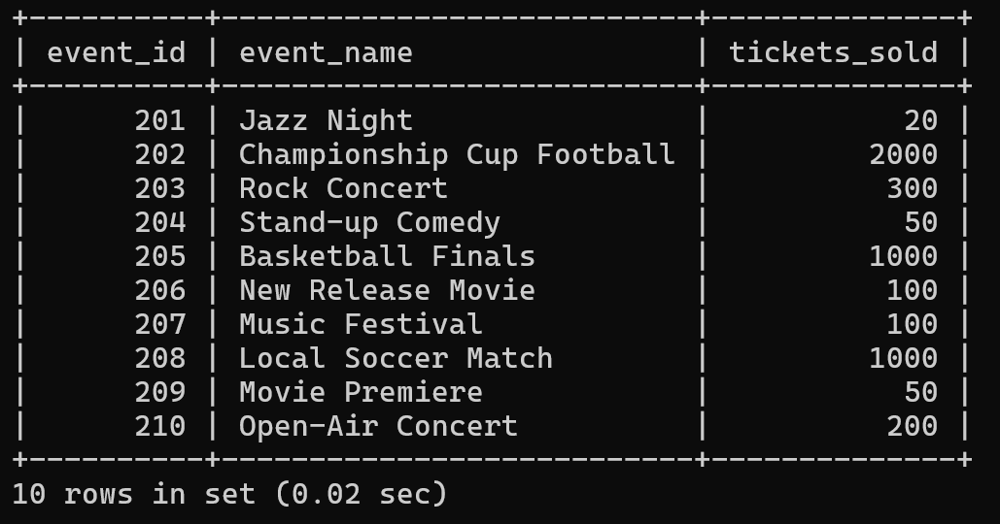 +----------+---------------------------+--------------+
| event_id | event_name                | tickets_sold |
+----------+---------------------------+--------------+
|      201 | Jazz Night                |           20 |
|      202 | Championship Cup Football |         2000 |
|      203 | Rock Concert              |          300 |
|      204 | Stand-up Comedy           |           50 |
|      205 | Basketball Finals         |         1000 |
|      206 | New Release Movie         |          100 |
|      207 | Music Festival            |          100 |
|      208 | Local Soccer Match        |         1000 |
|      209 | Movie Premiere            |           50 |
|      210 | Open-Air Concert          |          200 |
+----------+---------------------------+--------------+
10 rows in set (0.02 sec)